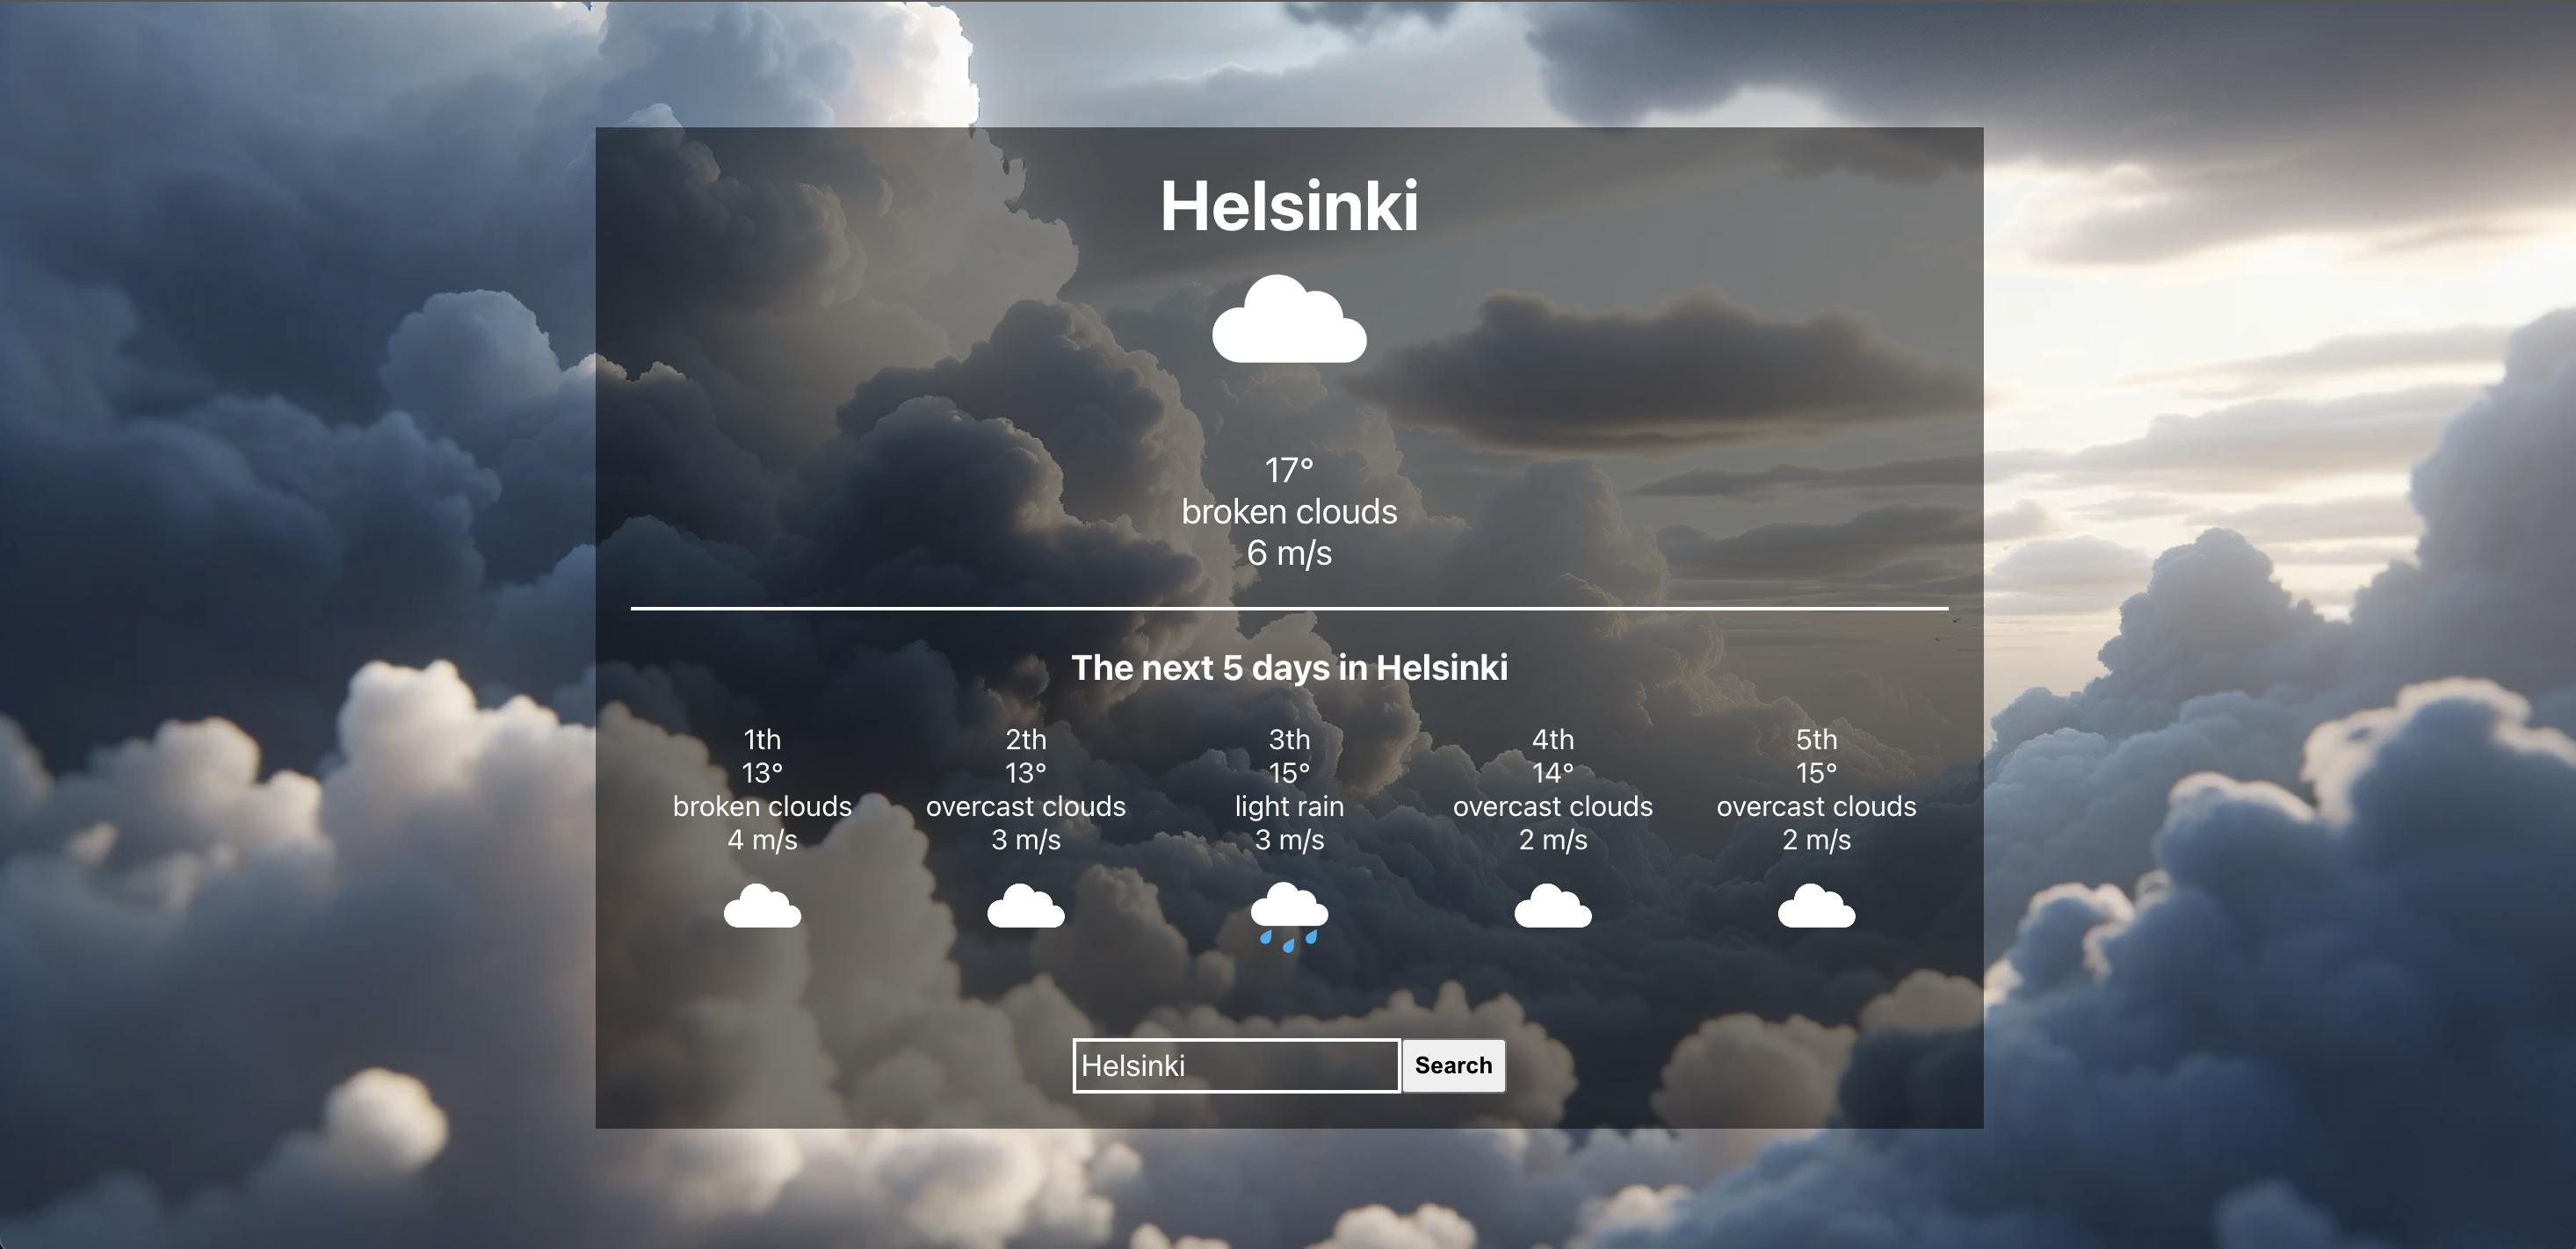 Helsinki
17°
broken clouds
6 m/s
The next 5 days in Helsinki
1th 2th 3th 4th 5th
13° 13° 15° 14° 15°
broken clouds overcast clouds light rain overcast clouds overcast clouds
4 m/s 3 m/s 3 m/s 2 m/s 2 m/s
Helsinki Search